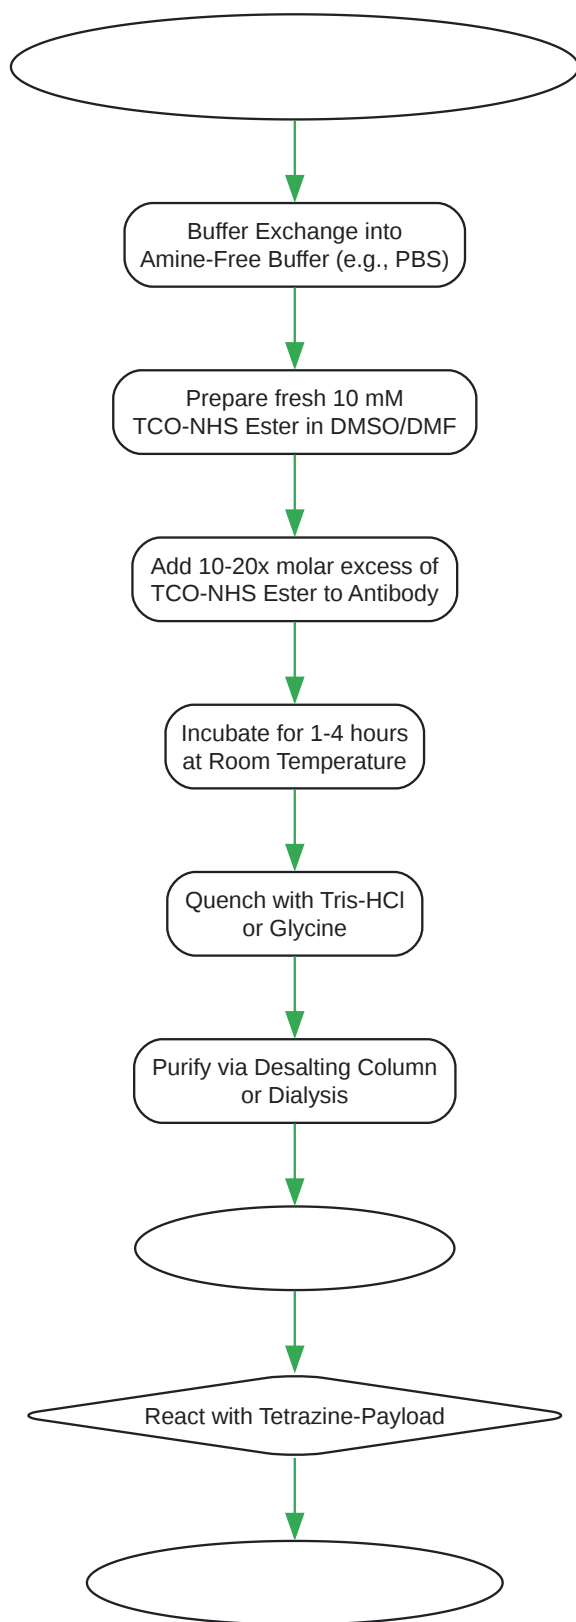 Buffer Exchange into
Amine-Free Buffer (e.g., PBS)
Prepare fresh 10 mM
TCO-NHS Ester in DMSO/DMF
Add 10-20x molar excess of
TCO-NHS Ester to Antibody
Incubate for 1-4 hours
at Room Temperature
Quench with Tris-HCl
or Glycine
Purify via Desalting Column
or Dialysis
React with Tetrazine-Payload